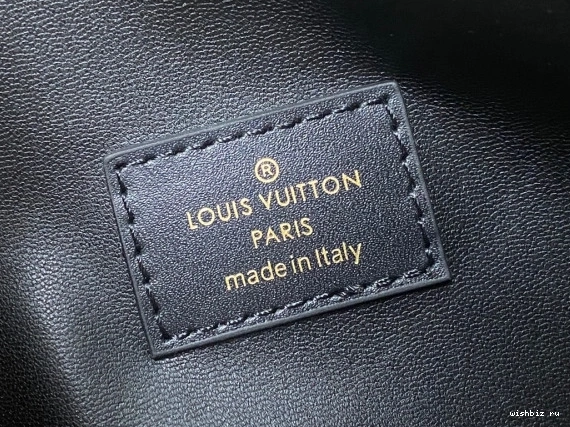 ®
LOUIS VUITTON
PARIS
made in Italy
wishbiz ru